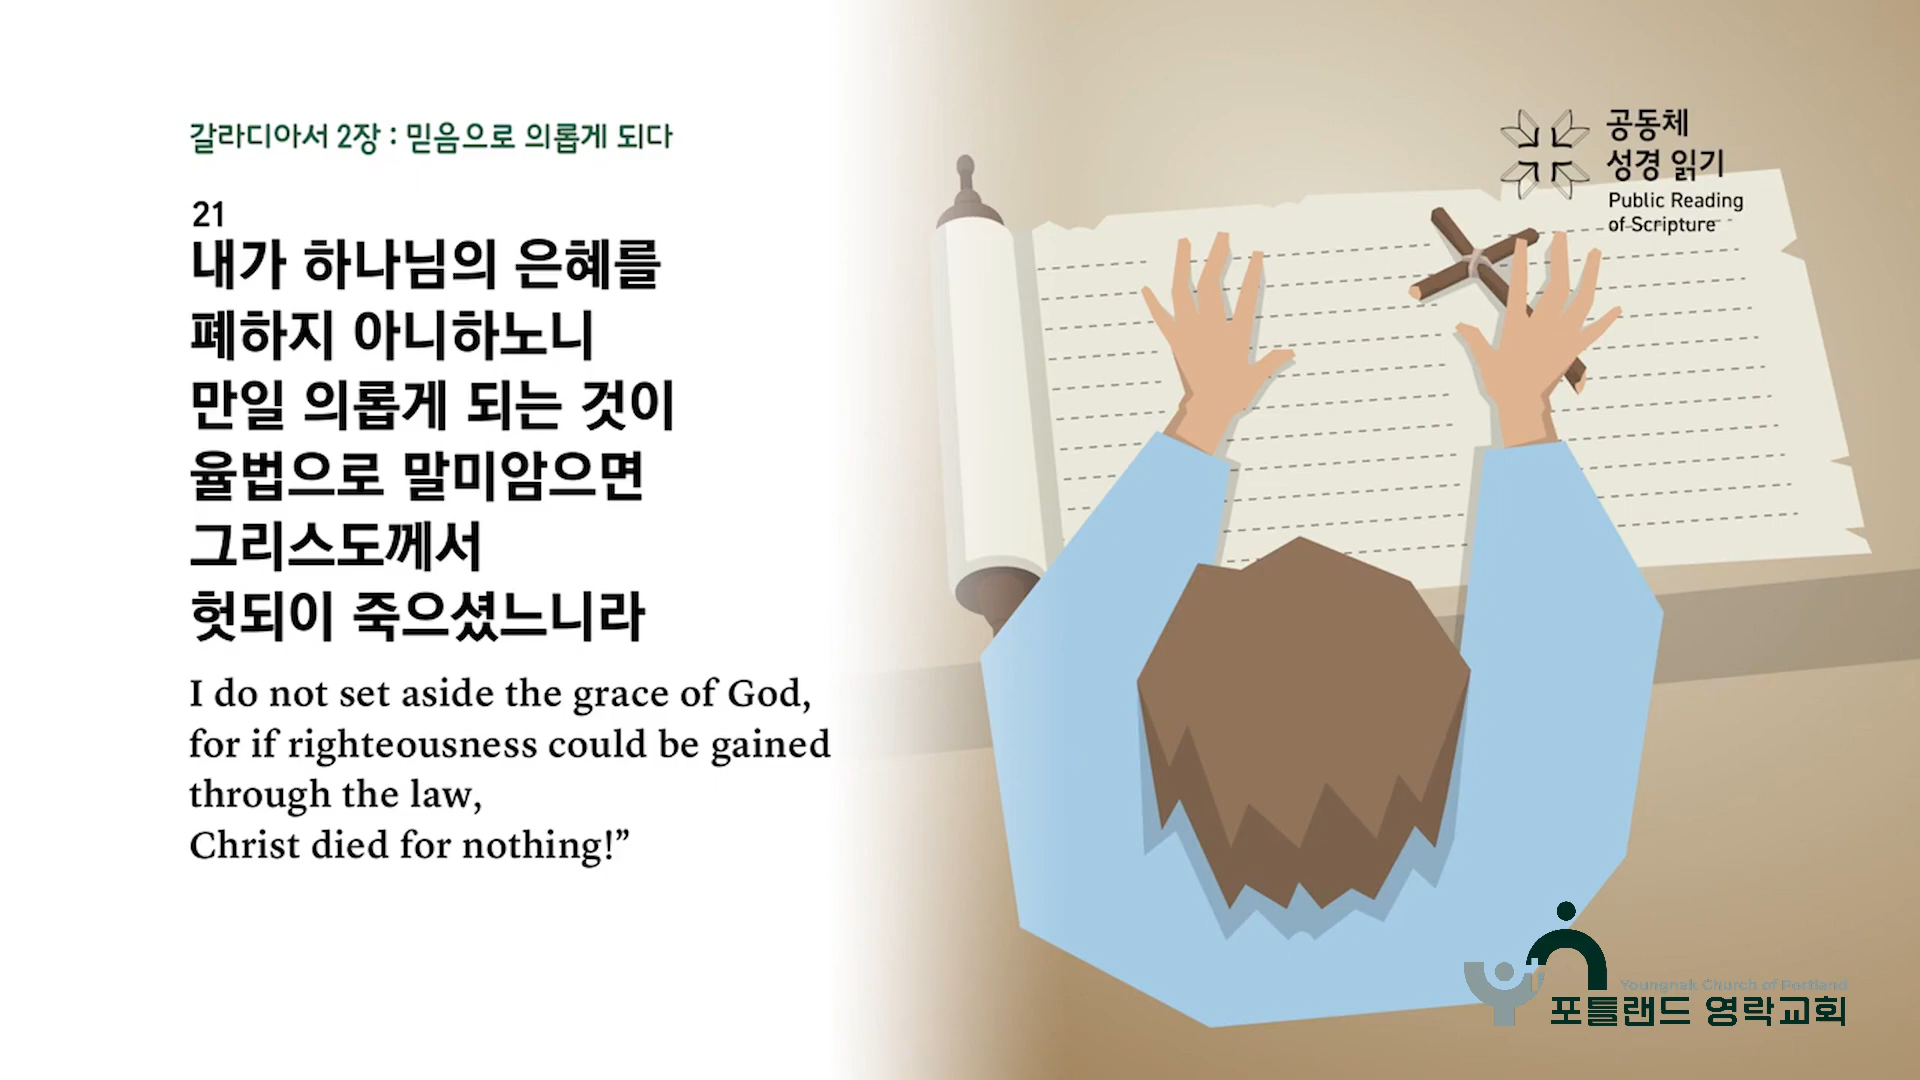 갈라디아서 2장 : 믿음으로 의롭게 되다
21
내가 하나님의 은혜를
폐하지 아니하노니
만일 의롭게 되는 것이
율법으로 말미암으면
그리스도께서
헛되이 죽으셨느니라
I do not set aside the grace of God,
for if righteousness could be gained
through the law,
Christ died for nothing!”
공동체
성경 읽기
Public Reading
of Scripture
Youngnak Church of Portland
포틀랜드 영락교회